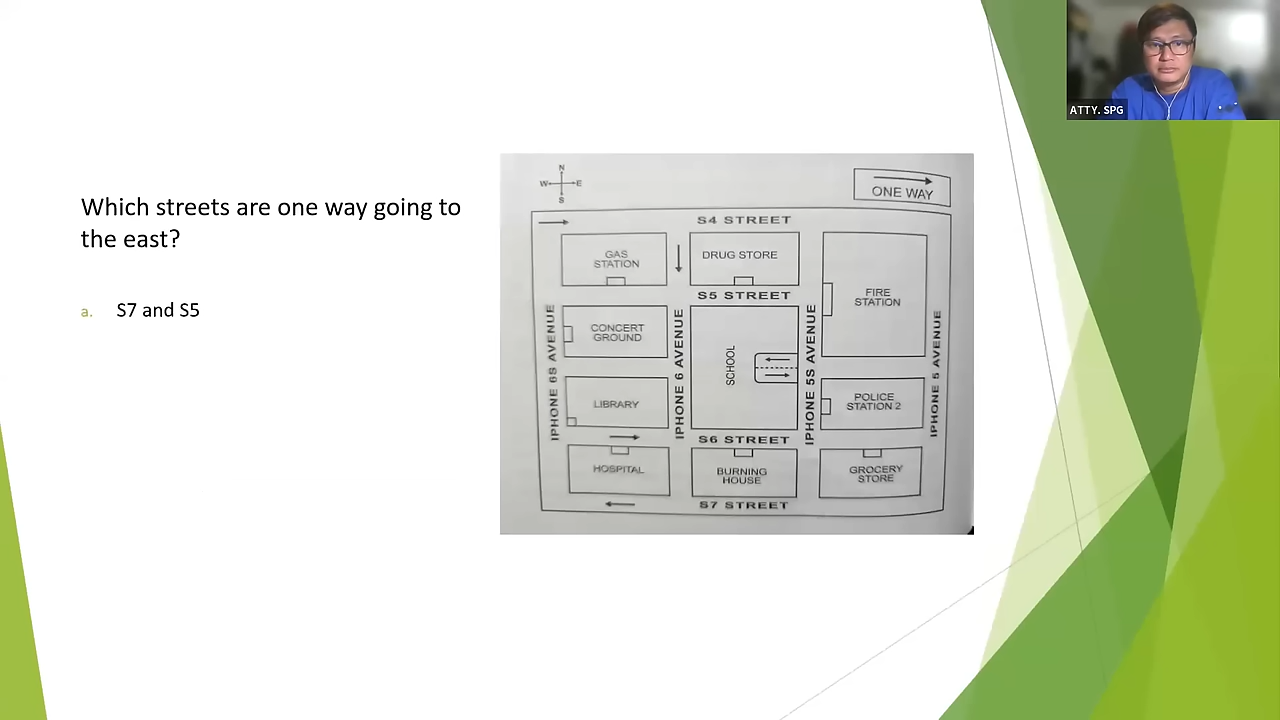 ATTY. SPG
Which streets are one way going to
the east?
a. S7 and S5
N
W E
S
ONE WAY
S4 STREET
GAS
STATION
DRUG STORE
FIRE
STATION
S5 STREET
CONCERT
GROUND
IPHONE 6S AVENUE
IPHONE 6 AVENUE
SCHOOL
IPHONE 5S AVENUE
IPHONE 5 AVENUE
LIBRARY
POLICE
STATION 2
S6 STREET
HOSPITAL
BURNING
HOUSE
GROCERY
STORE
S7 STREET